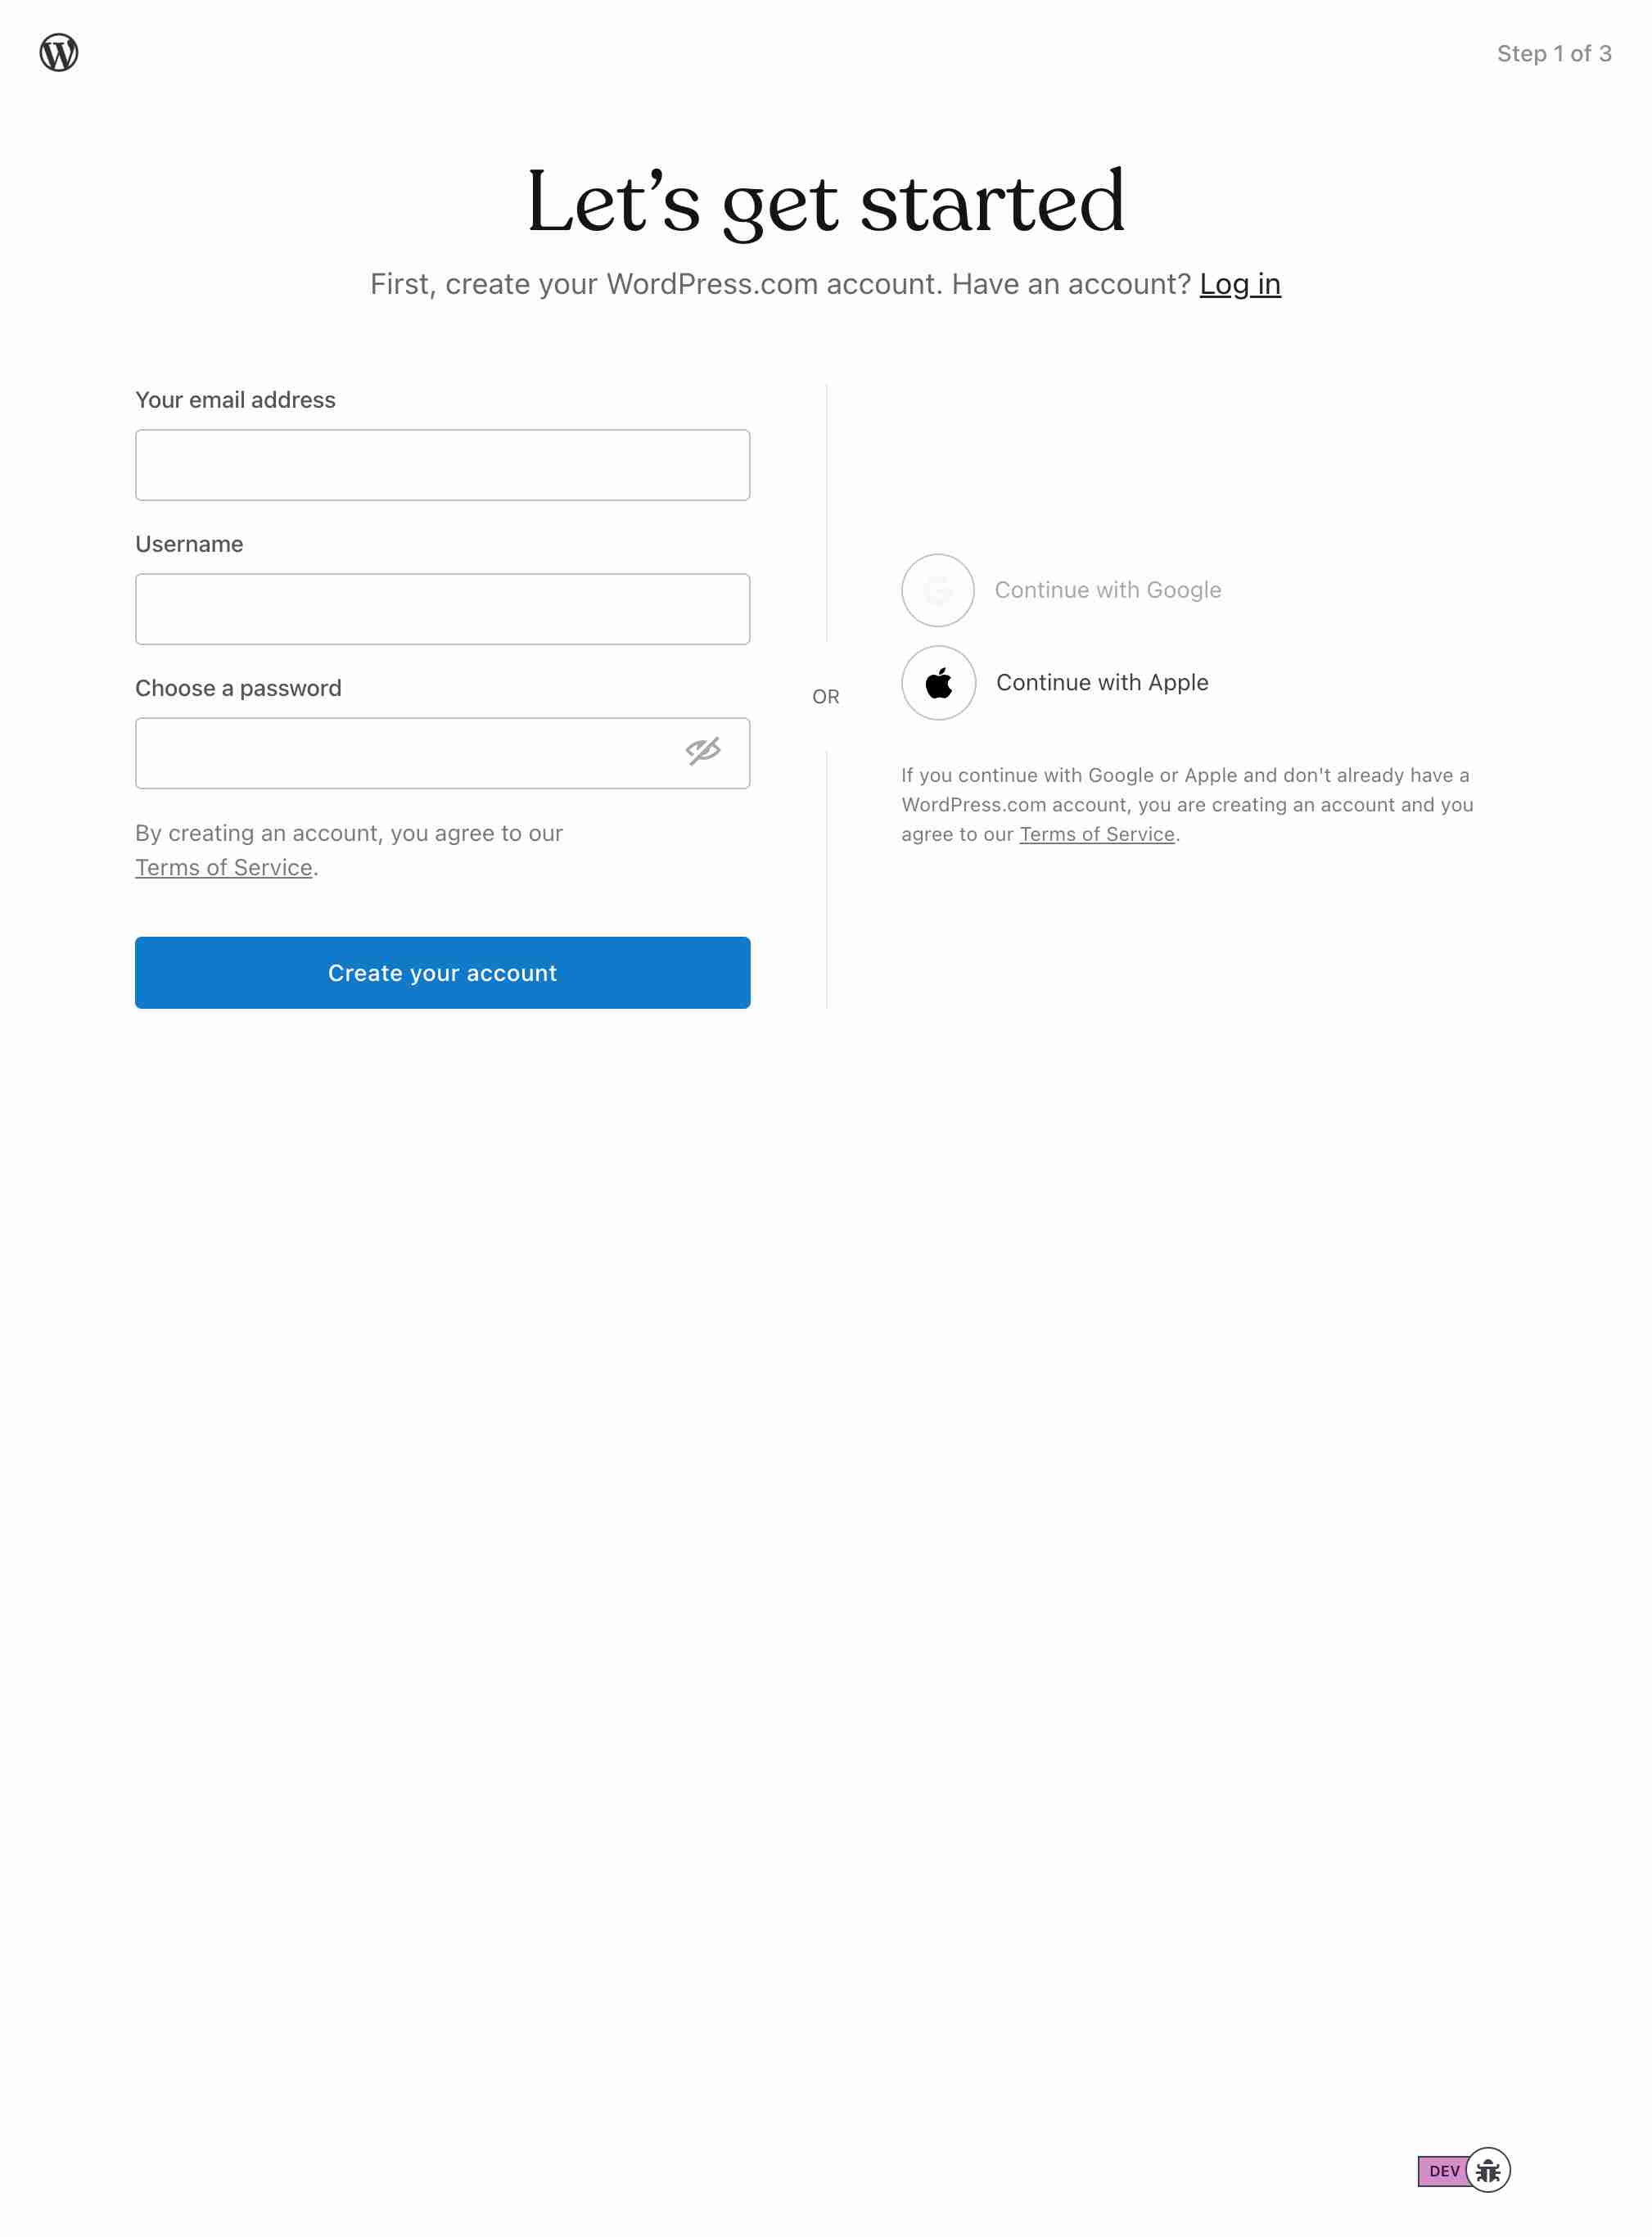 Step 1 of 3
Let’s get started
First, create your WordPress.com account. Have an account? Log in
Your email address
Username
Choose a password
By creating an account, you agree to our
Terms of Service.
Create your account
OR
Continue with Google
Continue with Apple
If you continue with Google or Apple and don't already have a
WordPress.com account, you are creating an account and you
agree to our Terms of Service.
DEV